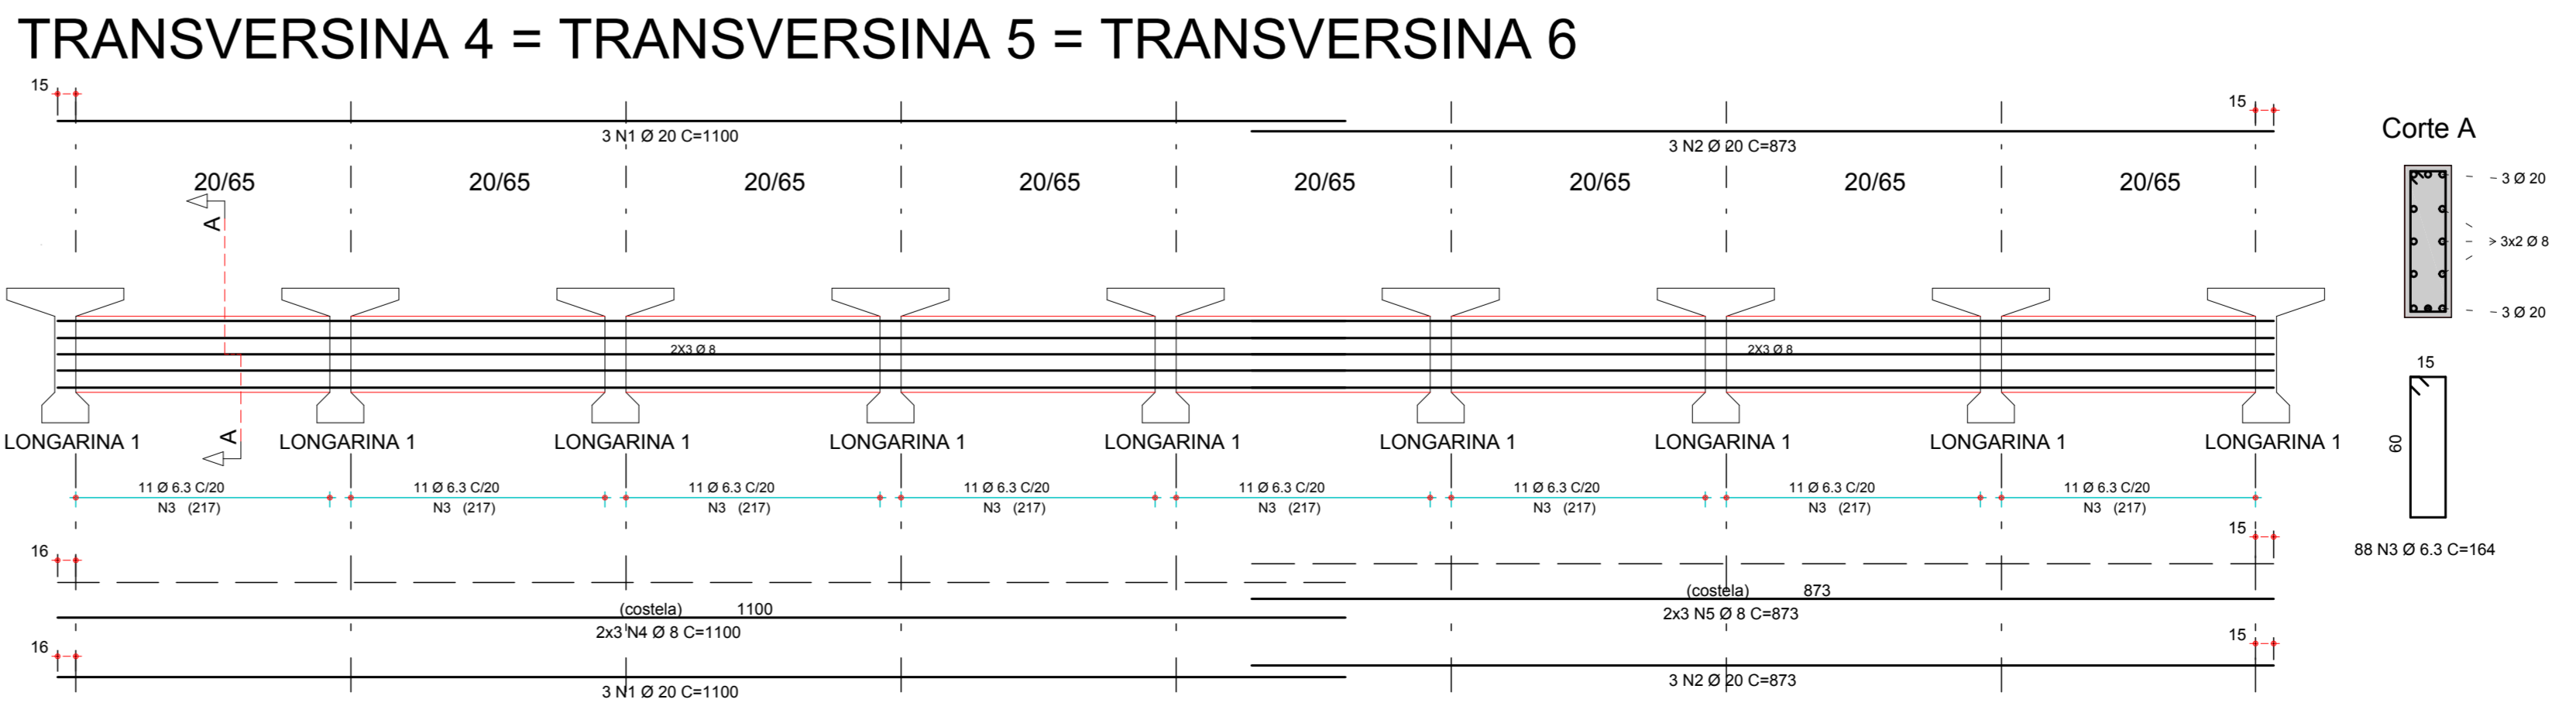 TRANSVERSINA 4 = TRANSVERSINA 5 = TRANSVERSINA 6
15
15
3 N1 Ø 20 C=1100
3 N2 Ø 20 C=873
20/65 20/65 20/65 20/65 20/65 20/65 20/65 20/65
A
2X3 Ø 8
2X3 Ø 8
A
LONGARINA 1 LONGARINA 1 LONGARINA 1 LONGARINA 1 LONGARINA 1 LONGARINA 1 LONGARINA 1 LONGARINA 1 LONGARINA 1
11 Ø 6.3 C/20 11 Ø 6.3 C/20 11 Ø 6.3 C/20 11 Ø 6.3 C/20 11 Ø 6.3 C/20 11 Ø 6.3 C/20 11 Ø 6.3 C/20 11 Ø 6.3 C/20
N3 (217) N3 (217) N3 (217) N3 (217) N3 (217) N3 (217) N3 (217) N3 (217)
16
15
(costela) 873
(costela) 1100
2x3 N5 Ø 8 C=873
2x3 N4 Ø 8 C=1100
16
15
3 N2 Ø 20 C=873
3 N1 Ø 20 C=1100
Corte A
3 Ø 20
3x2 Ø 8
3 Ø 20
15
60
88 N3 Ø 6.3 C=164